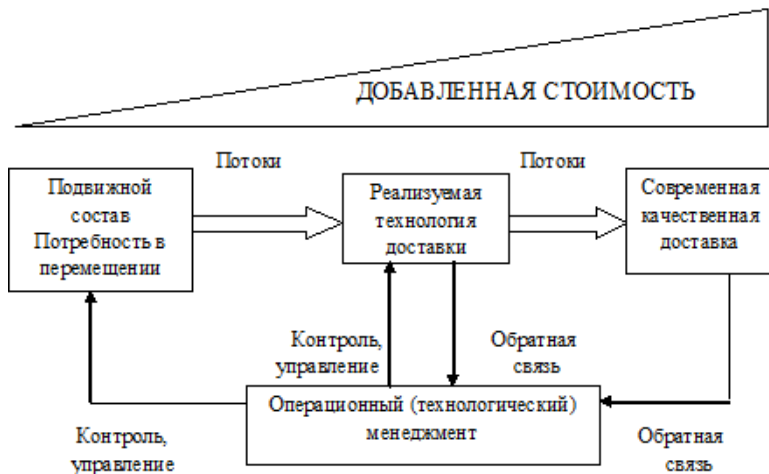 ДОБАВЛЕННАЯ СТОИМОСТЬ
Потоки
Потоки
Подвижной
состав
Потребность в
перемещении
Реализуемая
технология
доставки
Современная
качественная
доставка
Контроль,
управление
Обратная
связь
Операционный (технологический)
менеджмент
Контроль,
управление
Обратная
связь